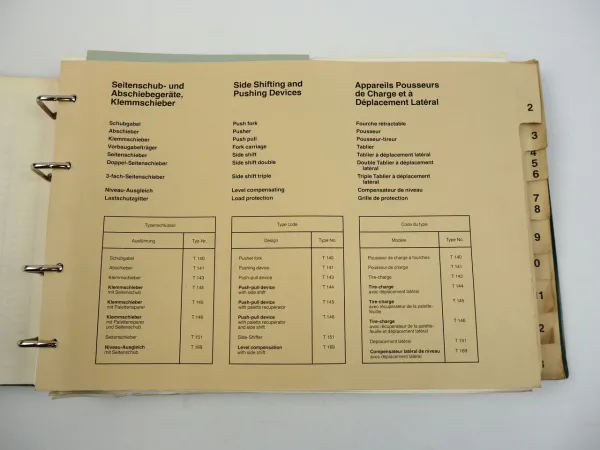 Seitenschub- und
Abschiebegeräte,
Klemmschieber
Schubgabel
Abschieber
Klemmschieber
Vorbaugabelträger
Seitenschieber
Doppel-Seitenschieber
3-fach-Seitenschieber
Niveau-Ausgleich
Lastschutzgitter
Side Shifting and
Pushing Devices
Push fork
Pusher
Push pull
Fork carriage
Side shift
Side shift double
Side shift triple
Level compensating
Load protection
Appareils Pousseurs
de Charge et à
Déplacement Latéral
Fourche rétractable
Pousseur
Pousseur-tireur
Tablier
Tablier à déplacement latéral
Double Tablier à déplacement
latéral
Triple Tablier à déplacement
latéral
Compensateur de niveau
Grille de protection
Typenschlüssel
Ausführung Typ-Nr.
Schubgabel T 140
Abschieber T 141
Klemmschieber T 143
Klemmschieber T 144
mit Seitenschub
Klemmschieber T 145
mit Palettensparer
Klemmschieber T 146
mit Palettensparer
und Seitenschub
Seitenschieber T 151
Niveau-Ausgleich T 169
mit Seitenschub
Type code
Design Type No.
Pusher fork T 140
Pushing device T 141
Push-pull device T 143
Push-pull device T 144
with side shift
Push-pull device T 145
with palette recuperator
Push-pull device T 146
with palette recuperator
and side shift
Side Shifter T 151
Level compensation T 169
with side shift
Code du type
Modèle Type No.
Pousseur de charge à fourches T 140
Pousseur de charge T 141
Tire-charge T 143
Tire-charge T 144
avec déplacement latéral
Tire-charge T 145
avec récupérateur de la palette-
feuille
Tire-charge T 146
avec récupérateur de la palette-
feuille et déplacement latéral
Déplacement latéral T 151
Compensateur latéral de niveau T 169
avec déplacement latéral
2
3
4
5
6
7
8
9
0
11
2